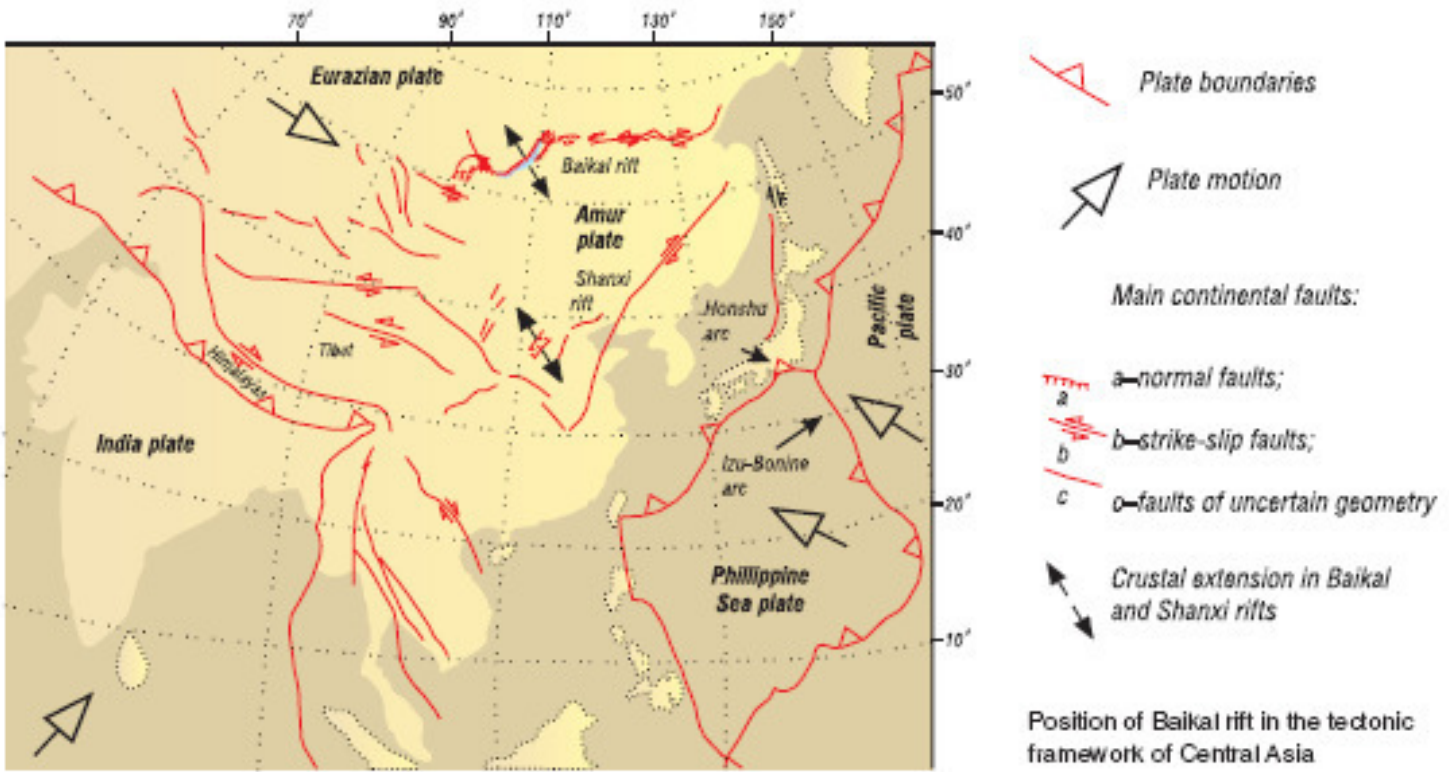 70°
90°
110°
130°
150°
Eurazian plate
50°
Baikal rift
Amur
plate
40°
Shanxi
rift
Honshu
arc
Pacific
plate
Tibet
Himalayas
30°
India plate
Izu-Bonine
arc
20°
Phillippine
Sea plate
10°
Plate boundaries
Plate motion
Main continental faults:
a
a–normal faults;
b
b–strike-slip faults;
c
c–faults of uncertain geometry
Crustal extension in Baikal
and Shanxi rifts
Position of Baikal rift in the tectonic
framework of Central Asia